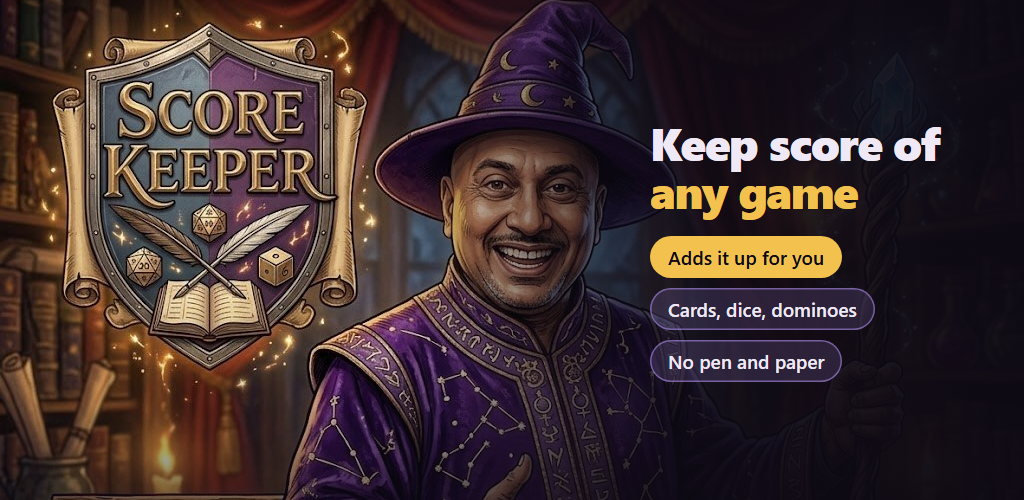 SCORE
KEEPER
Keep score of
any game
Adds it up for you
Cards, dice, dominoes
No pen and paper